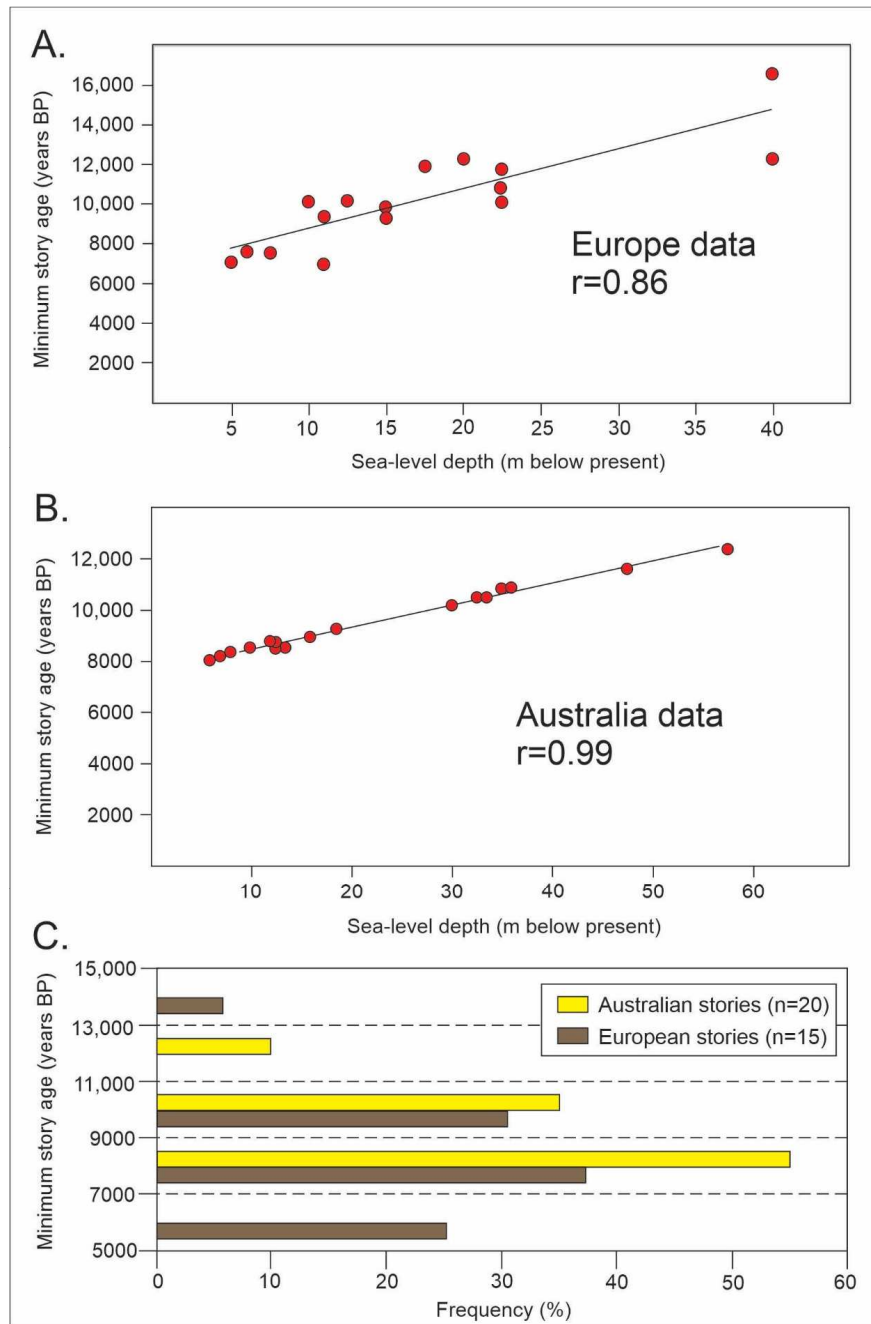 A.
Minimum story age (years BP)
16,000
14,000
12,000
10,000
8000
6000
4000
2000
Europe data
r=0.86
5 10 15 20 25 30 35 40
Sea-level depth (m below present)
B.
Minimum story age (years BP)
12,000
10,000
8000
6000
4000
2000
Australia data
r=0.99
10 20 30 40 50 60
Sea-level depth (m below present)
C.
Minimum story age (years BP)
15,000
13,000
11,000
9000
7000
5000
Australian stories (n=20)
European stories (n=15)
0 10 20 30 40 50 60
Frequency (%)